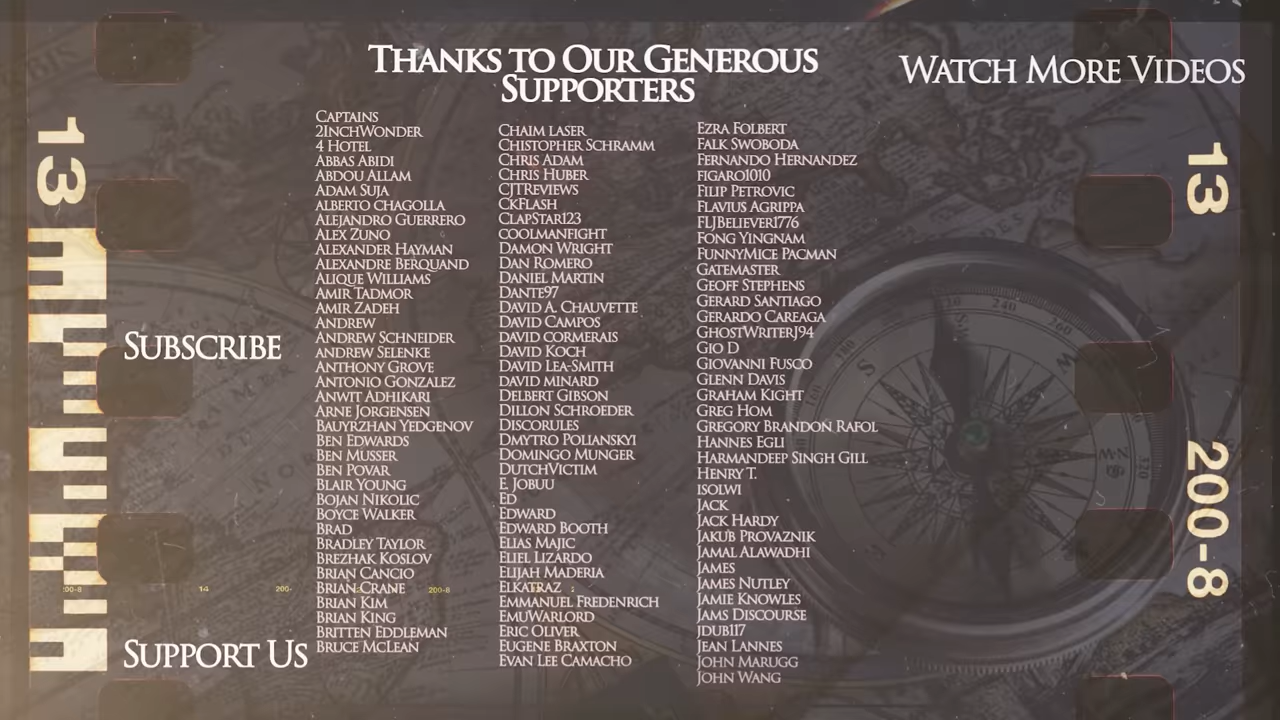 Thanks to Our Generous
Supporters
Watch More Videos
Subscribe
Support Us
Captains
2InchWonder
4 Hotel
Abbas Abidi
Abdou Allam
Adam Suja
Alberto chagolla
Alejandro Guerrero
Alex Zuno
Alexander Hayman
Alexandre Berquand
Alique Williams
Amir Tadmor
Amir Zadeh
Andrew
Andrew Schneider
andrew Selenke
Anthony Grove
Antonio Gonzalez
Anwit Adhikari
Arne Jorgensen
Bauyrzhan Yedgenov
Ben Edwards
Ben Musser
Ben Povar
Blair Young
Bojan Nikolic
Boyce Walker
Brad
Bradley Taylor
Brezhak Koslov
Brian Cancio
Brian Crane
Brian Kim
Brian King
Britten Eddleman
Bruce McLean
Chaim laser
Chistopher Schramm
Chris Adam
Chris Huber
CJTReviews
CkFlash
ClapStar123
coolmanfight
Damon Wright
Dan Romero
Daniel Martin
Dante97
David A. Chauvette
David Campos
David cormerais
David Koch
David Lea-Smith
david minard
Delbert Gibson
Dillon Schroeder
Discorules
Dmytro Polianskyi
Domingo Munger
DutchVictim
E. Jobuu
Ed
Edward
Edward Booth
Elias Majic
Eliel Lizardo
Elijah Maderia
Elkatraz
Emmanuel Fredenrich
EmuWarlord
Eric Oliver
Eugene Braxton
Evan Lee Camacho
Ezra Folbert
Falk Swoboda
Fernando Hernandez
figaro1010
Filip Petrovic
Flavius Agrippa
FLJBeliever1776
Fong Yingnam
FunnyMice Pacman
Gatemaster
Geoff Stephens
Gerard Santiago
Gerardo Careaga
GhostWriterJ94
Gio D
Giovanni Fusco
Glenn Davis
Graham Kight
Greg Hom
Gregory Brandon Rafol
Hannes Egli
Harmandeep Singh Gill
Henry T.
isolwi
Jack
Jack Hardy
Jakub Provaznik
Jamal Alawadhi
James
James Nutley
Jamie Knowles
Jams Discourse
jdub117
Jean Lannes
John Marugg
John Wang
13
13
200-8
200-8
14
200-
200-8